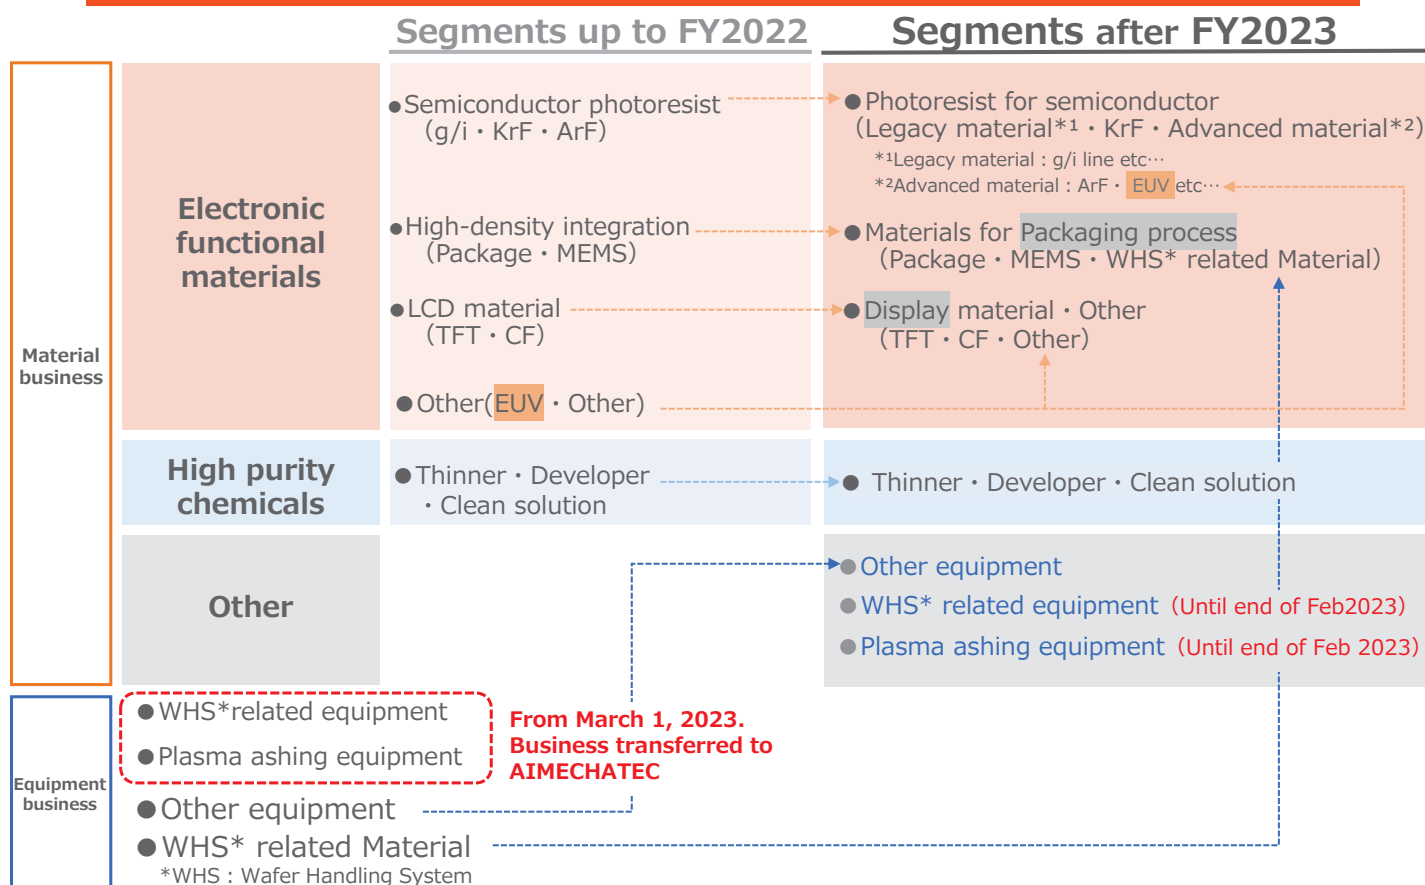 Segments up to FY2022
Segments after FY2023
Material
business
Electronic
functional
materials
●Semiconductor photoresist
（g/i・KrF・ArF）
●High-density integration
（Package・MEMS）
●LCD material
（TFT・CF）
●Other(EUV・Other)
●Photoresist for semiconductor
（Legacy material*¹・KrF・Advanced material*²）
*¹Legacy material : g/i line etc…
*²Advanced material : ArF・EUV etc…
●Materials for Packaging process
（Package・MEMS・WHS* related Material）
●Display material・Other
（TFT・CF・Other）
High purity
chemicals
●Thinner・Developer
・Clean solution
● Thinner・Developer・Clean solution
Other
●Other equipment
●WHS* related equipment（Until end of Feb2023）
●Plasma ashing equipment（Until end of Feb 2023）
Equipment
business
●WHS*related equipment
●Plasma ashing equipment
From March 1, 2023.
Business transferred to
AIMECHATEC
●Other equipment
●WHS* related Material
*WHS : Wafer Handling System